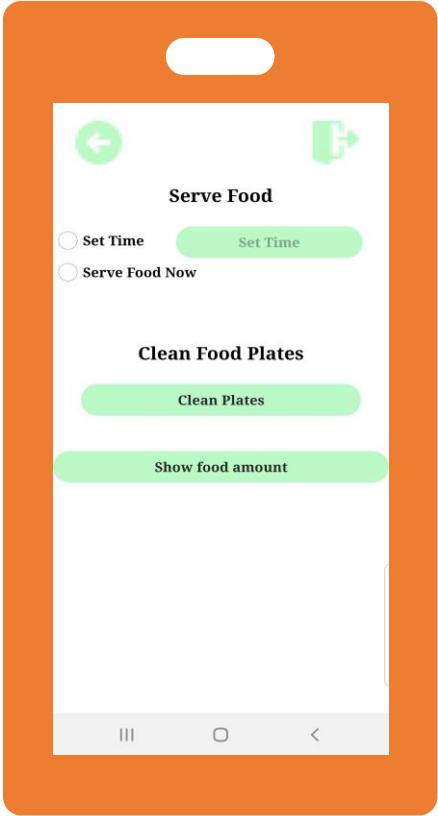 Serve Food
Set Time
Set Time
Serve Food Now
Clean Food Plates
Clean Plates
Show food amount